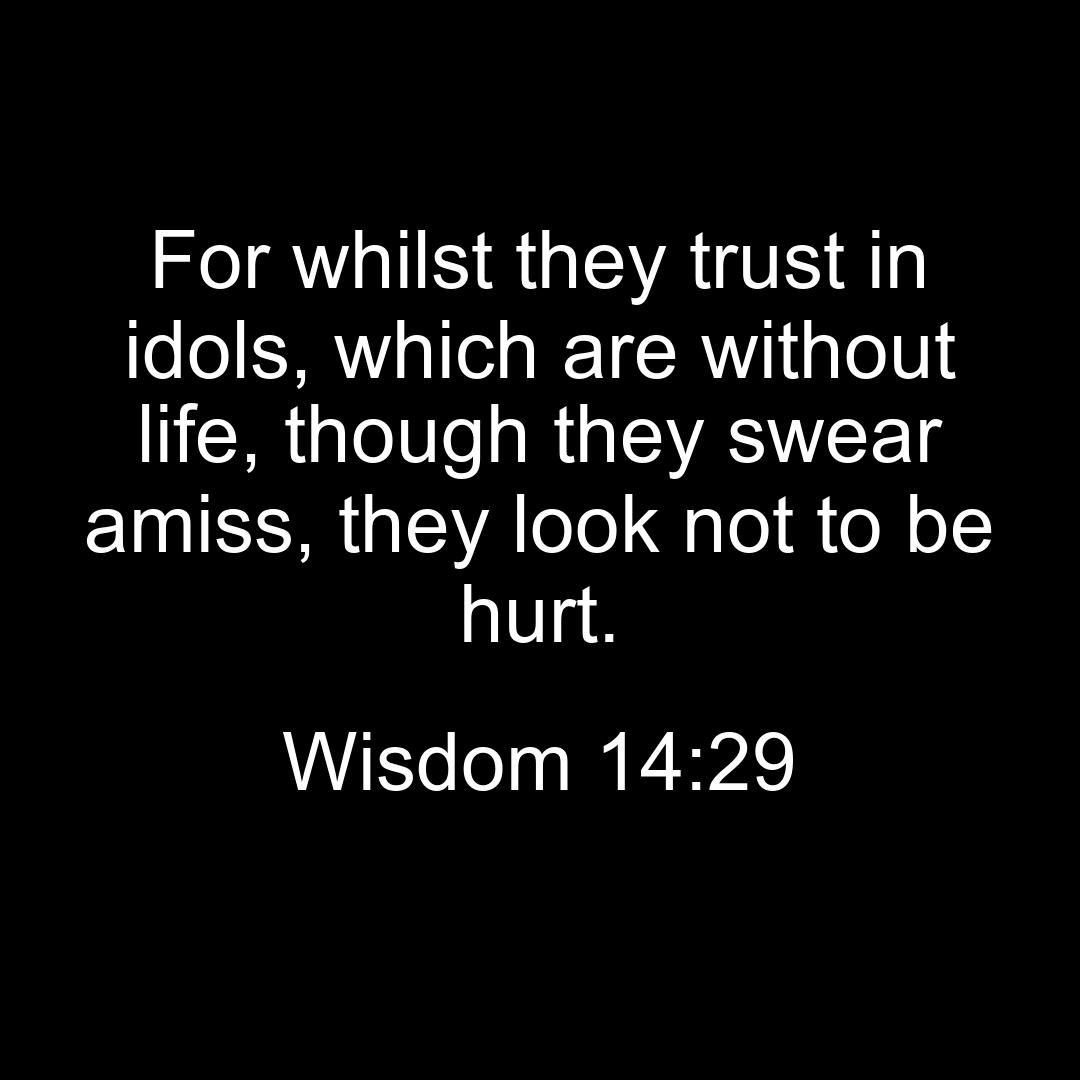 For whilst they trust in
idols, which are without
life, though they swear
amiss, they look not to be
hurt.
Wisdom 14:29